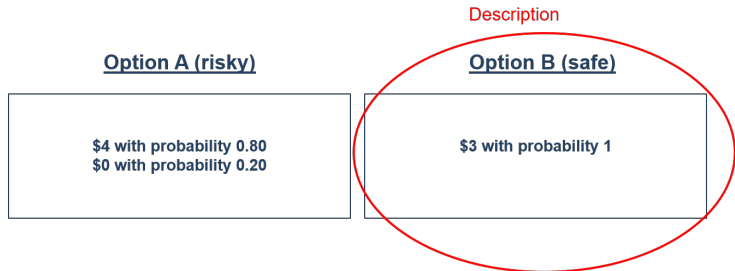 Description
Option A (risky)
Option B (safe)
$4 with probability 0.80
$0 with probability 0.20
$3 with probability 1